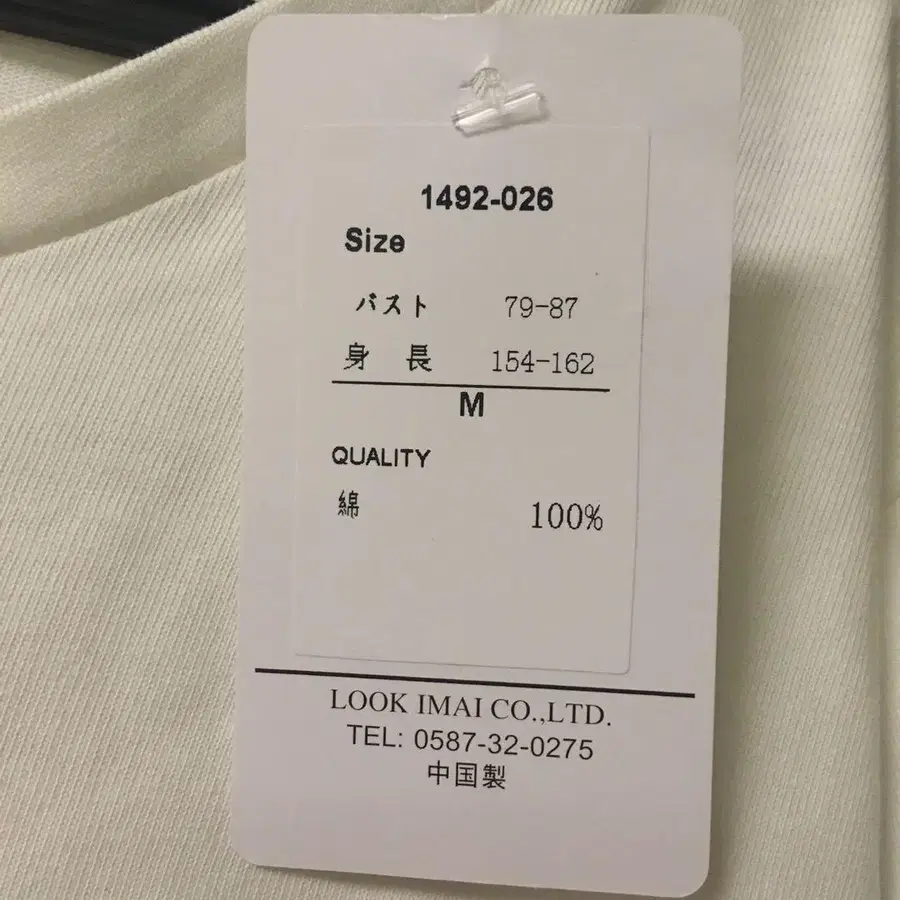 1492-026
Size
バスト 79-87
身 長 154-162
M
QUALITY
綿 100%
LOOK IMAI CO.,LTD.
TEL: 0587-32-0275
中国製